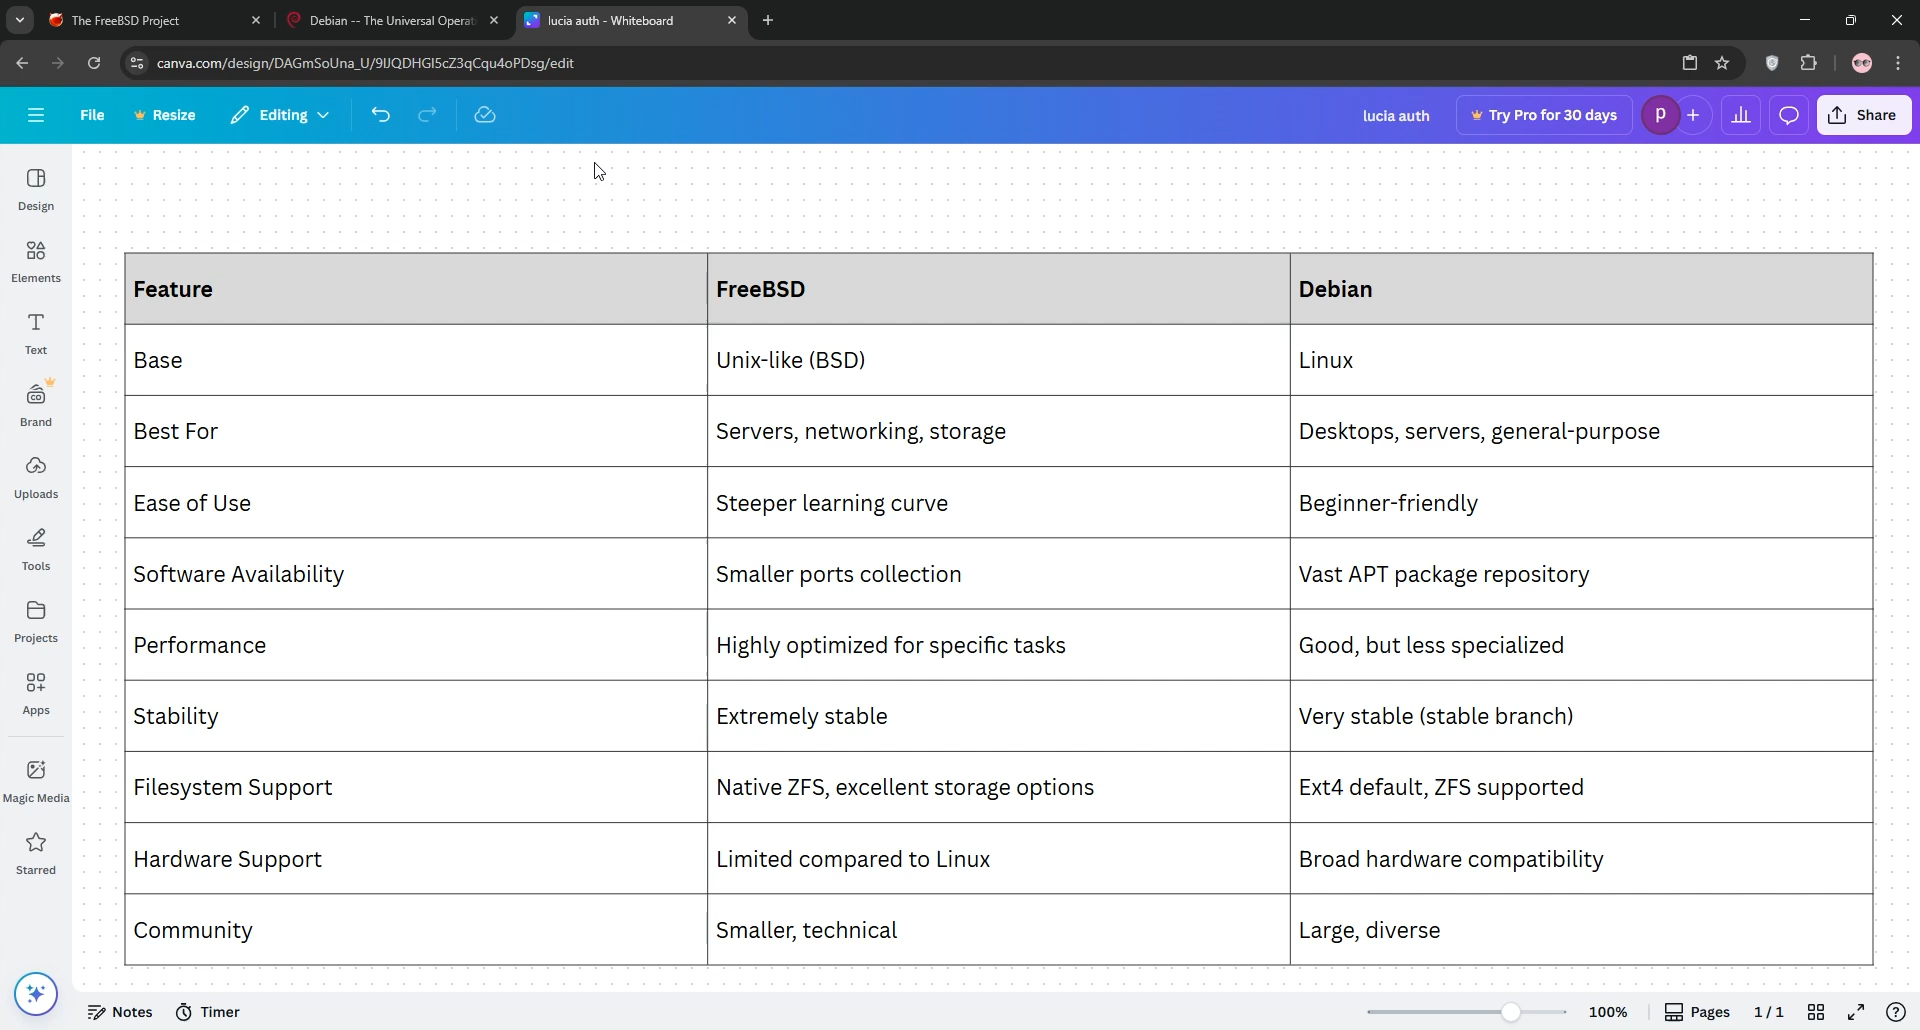 The FreeBSD Project
Debian -- The Universal Operat
lucia auth - Whiteboard
canva.com/design/DAGmSoUna_U/9IJQDHGI5cZ3qCqu4oPDsg/edit
File
Resize
Editing
lucia auth
Try Pro for 30 days
P
Share
Design
Elements
Text
Brand
CO
Uploads
Tools
Projects
Apps
Magic Media
Starred
Feature FreeBSD Debian
Base Unix-like (BSD) Linux
Best For Servers, networking, storage Desktops, servers, general-purpose
Ease of Use Steeper learning curve Beginner-friendly
Software Availability Smaller ports collection Vast APT package repository
Performance Highly optimized for specific tasks Good, but less specialized
Stability Extremely stable Very stable (stable branch)
Filesystem Support Native ZFS, excellent storage options Ext4 default, ZFS supported
Hardware Support Limited compared to Linux Broad hardware compatibility
Community Smaller, technical Large, diverse
Notes
Timer
100%
Pages
1 / 1